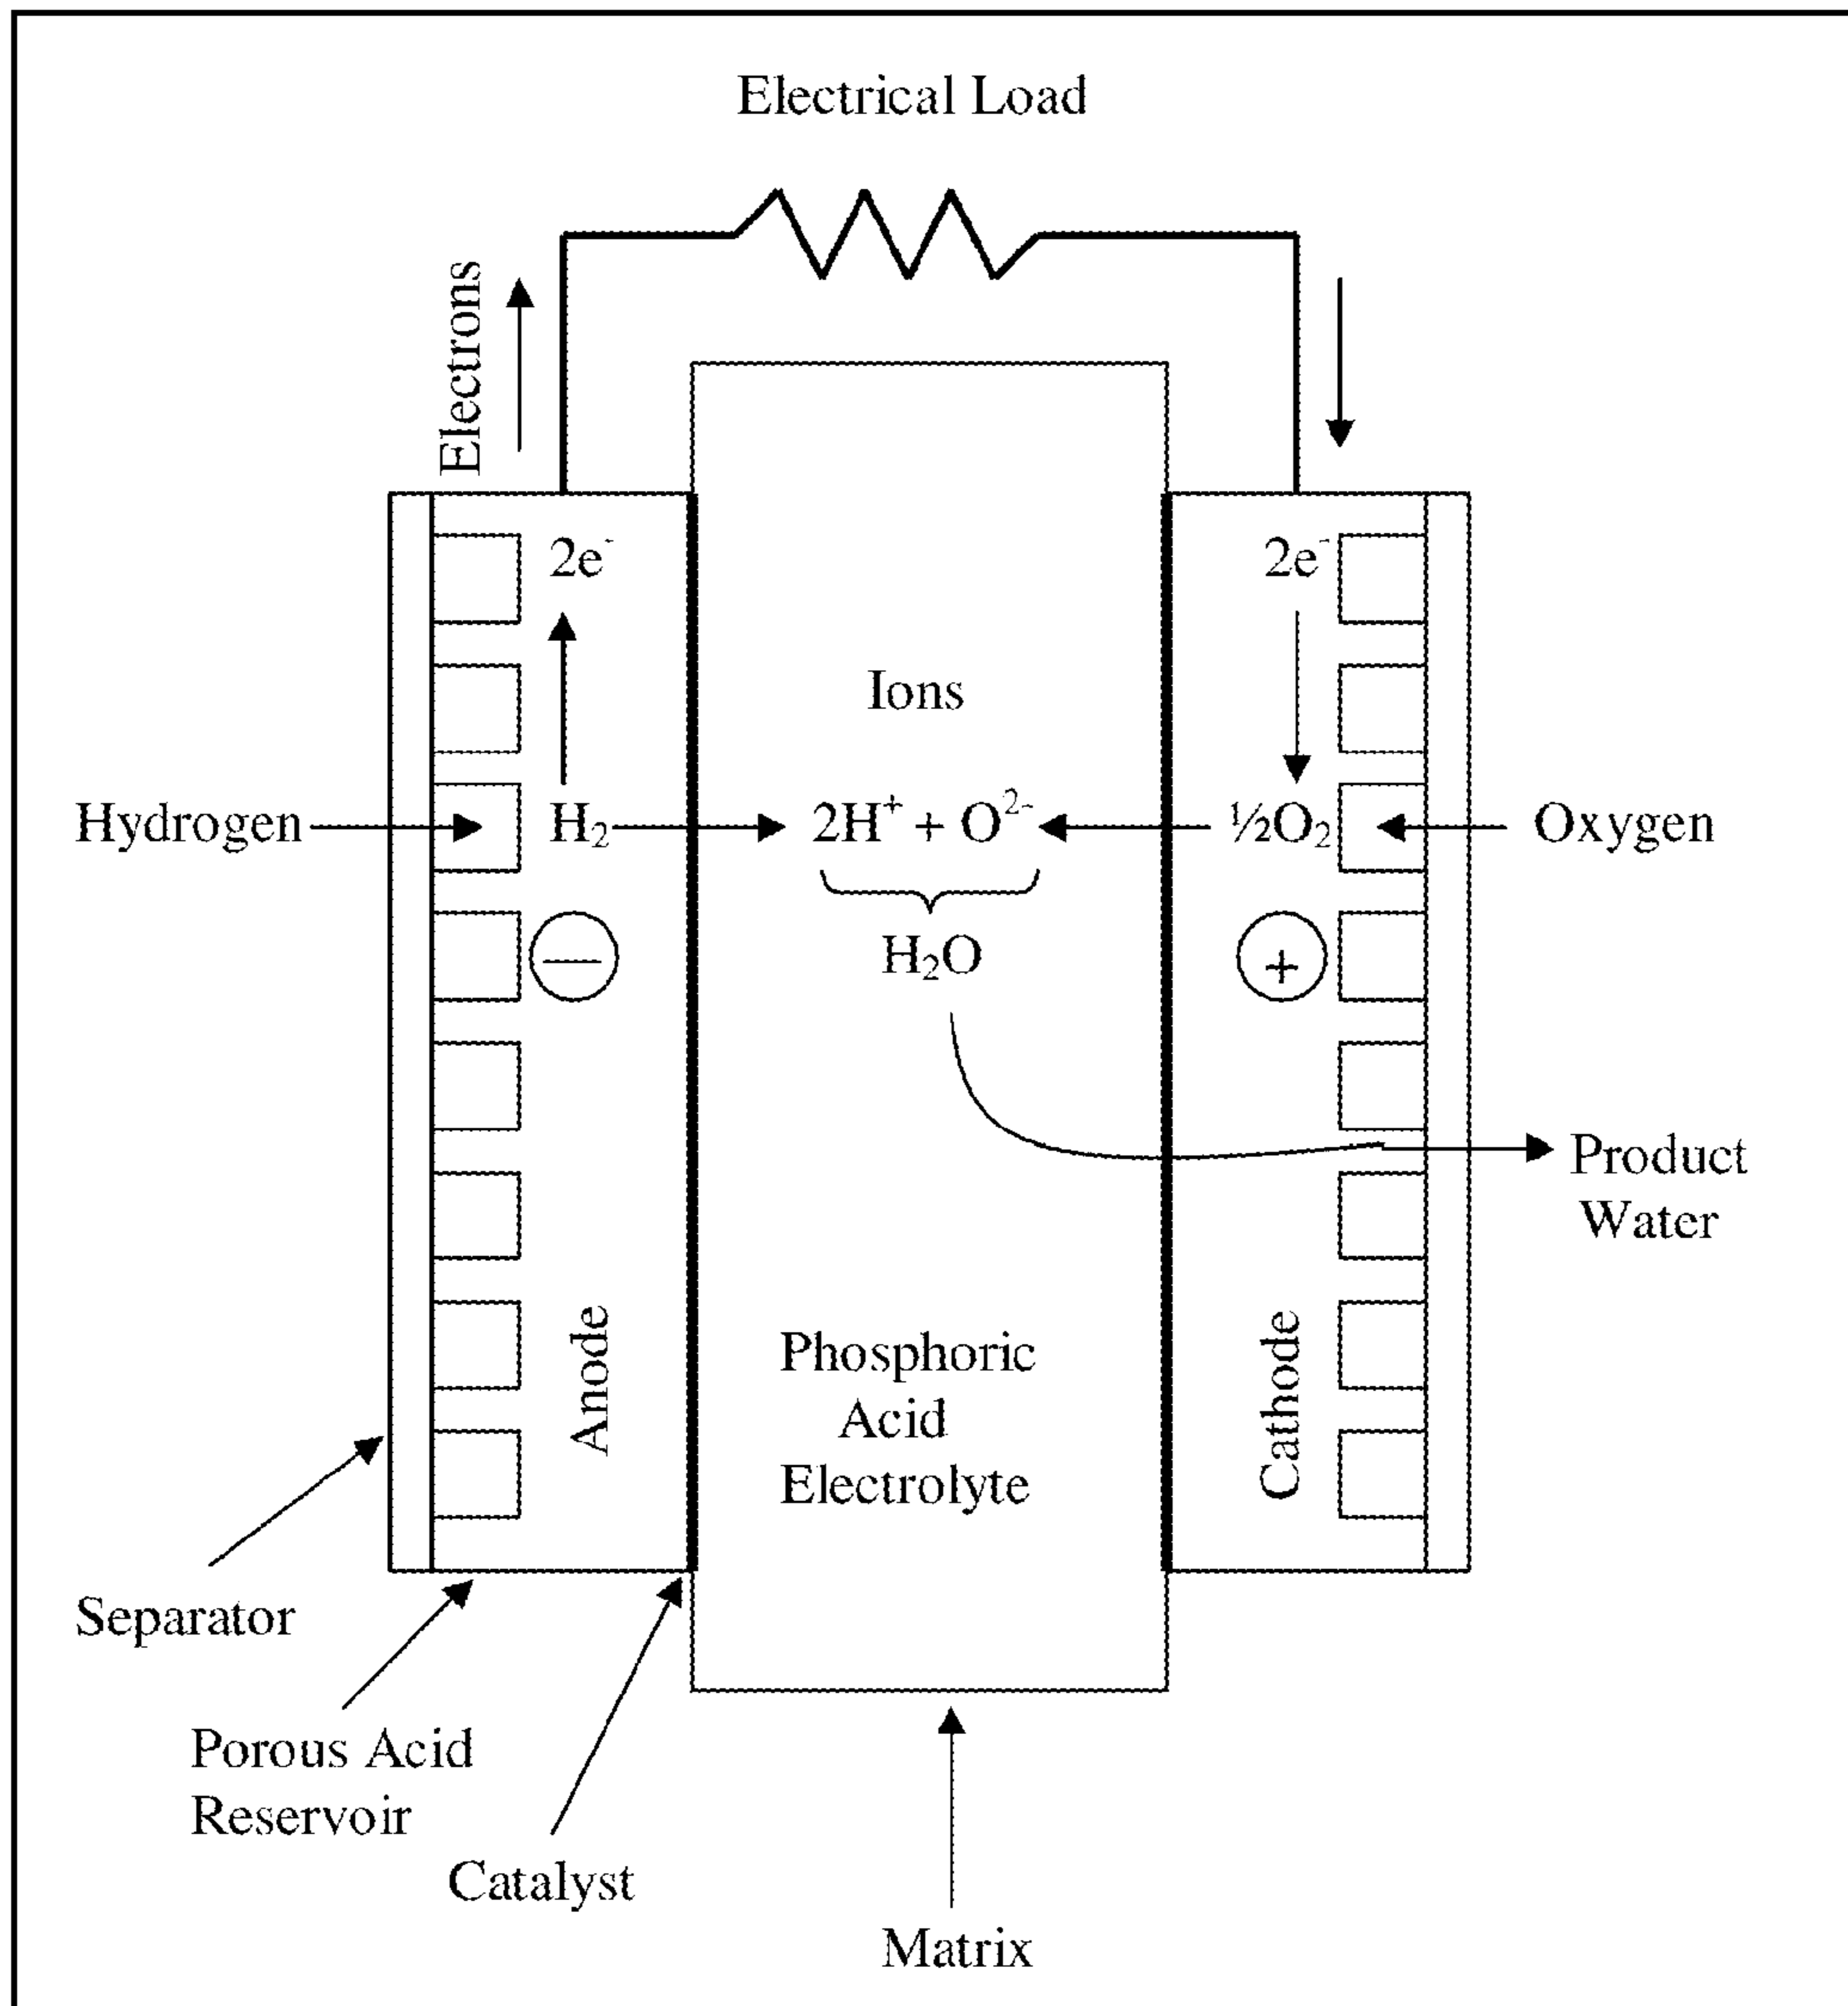 Electrical Load
Electrons
2e⁻
2e⁻
Ions
Hydrogen
H₂
2H⁺ + O²⁻
½O₂
Oxygen
—
H₂O
+
Product
Water
Anode
Phosphoric
Acid
Electrolyte
Cathode
Separator
Porous Acid
Reservoir
Catalyst
Matrix